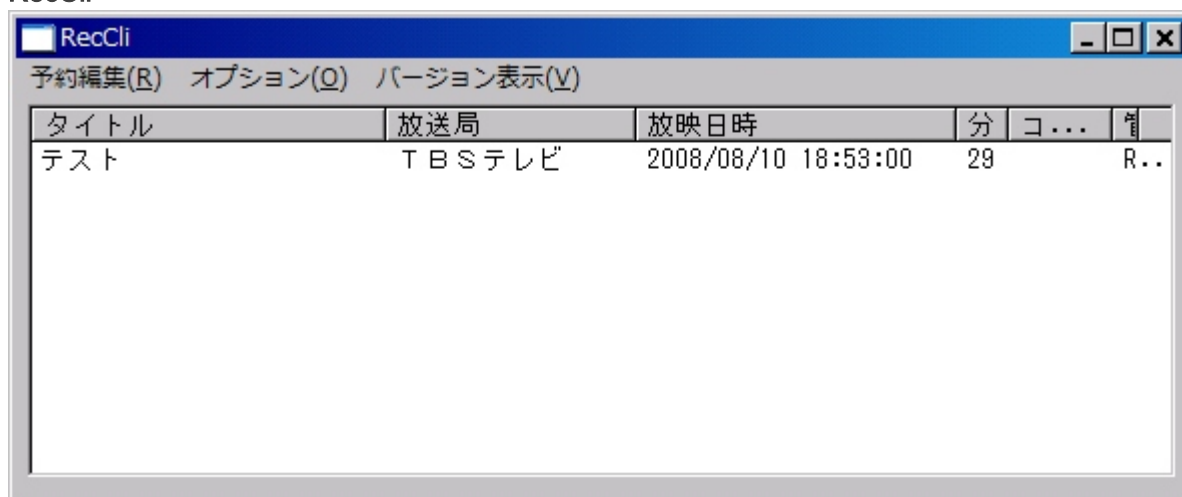 RecCli
予約編集(R) オプション(O) バージョン表示(V)
タイトル 放送局 放映日時 分 コ...
テスト ＴＢＳテレビ 2008/08/10 18:53:00 29 R..